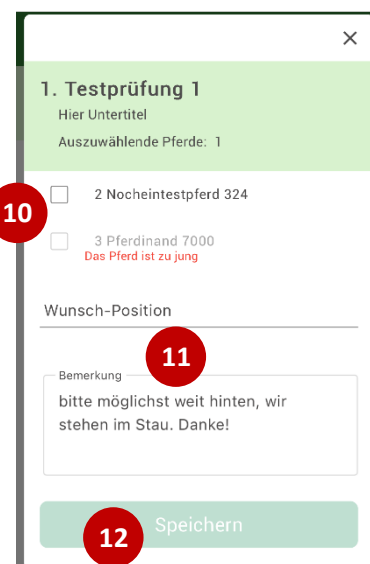 1. Testprüfung 1
Hier Untertitel
Auszuwählende Pferde: 1
10
2 Nocheintestpferd 324
3 Pferdinand 7000
Das Pferd ist zu jung
Wunsch-Position
11
Bemerkung
bitte möglichst weit hinten, wir
stehen im Stau. Danke!
12
Speichern